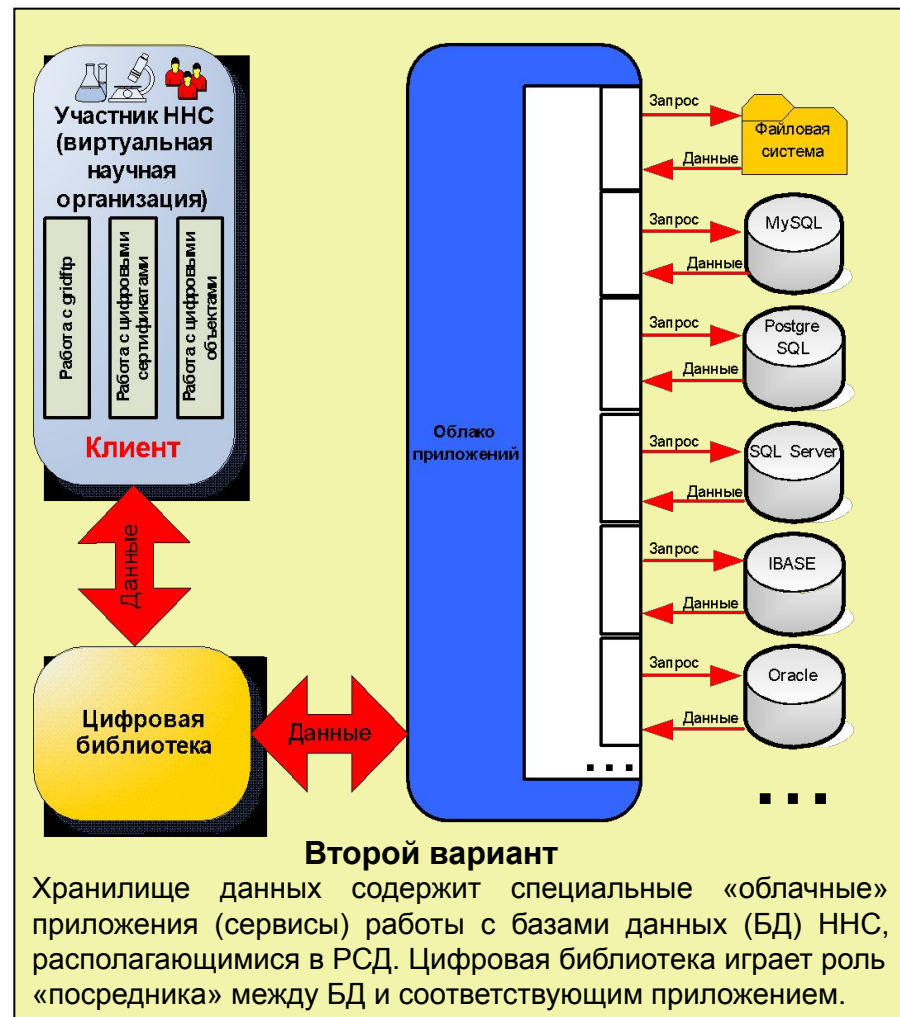 Участник ННС
(виртуальная
научная
организация)
Работа с gridftp
Работа с цифровыми
сертификатами
Работа с цифровыми
объектами
Клиент
Данные
Цифровая
библиотека
Данные
Облако
приложений
...
Запрос
Данные
Файловая
система
Запрос
Данные
MySQL
Запрос
Данные
Postgre
SQL
Запрос
Данные
SQL Server
Запрос
Данные
IBASE
Запрос
Данные
Oracle
...
Второй вариант
Хранилище данных содержит специальные «облачные»
приложения (сервисы) работы с базами данных (БД) ННС,
располагающимися в РСД. Цифровая библиотека играет роль
«посредника» между БД и соответствующим приложением.